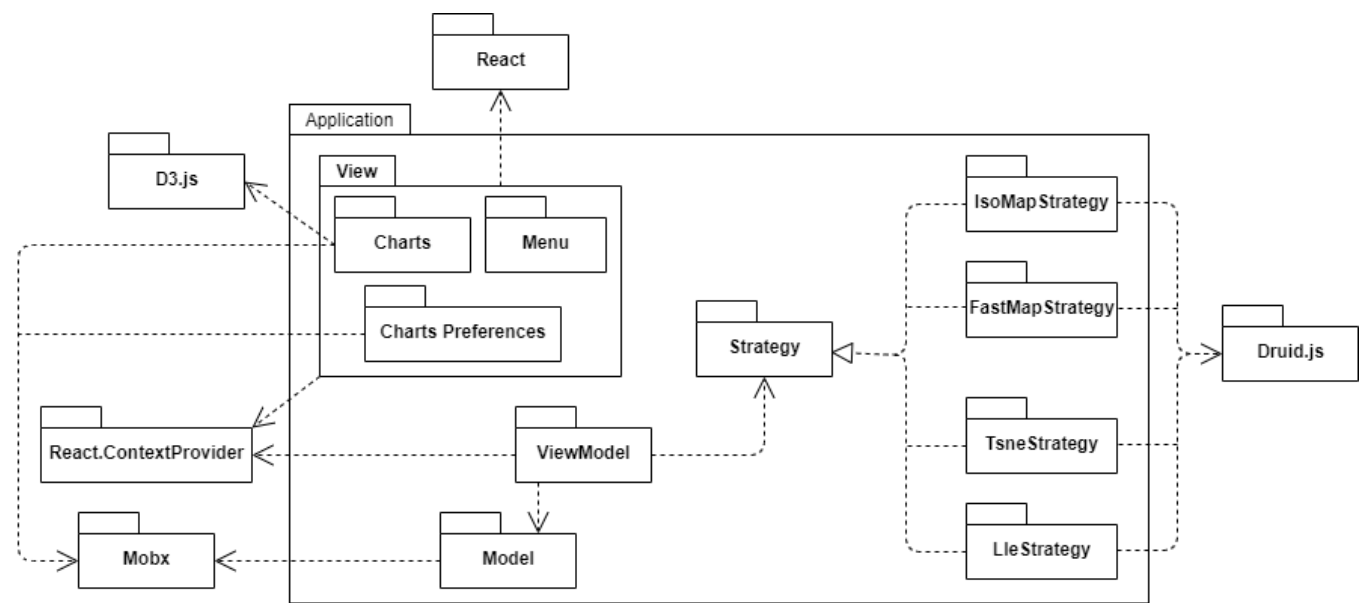 React
Application
D3.js
View
IsoMapStrategy
Charts
Menu
FastMapStrategy
Charts Preferences
Strategy
Druid.js
React.ContextProvider
ViewModel
TsneStrategy
Mobx
Model
LleStrategy